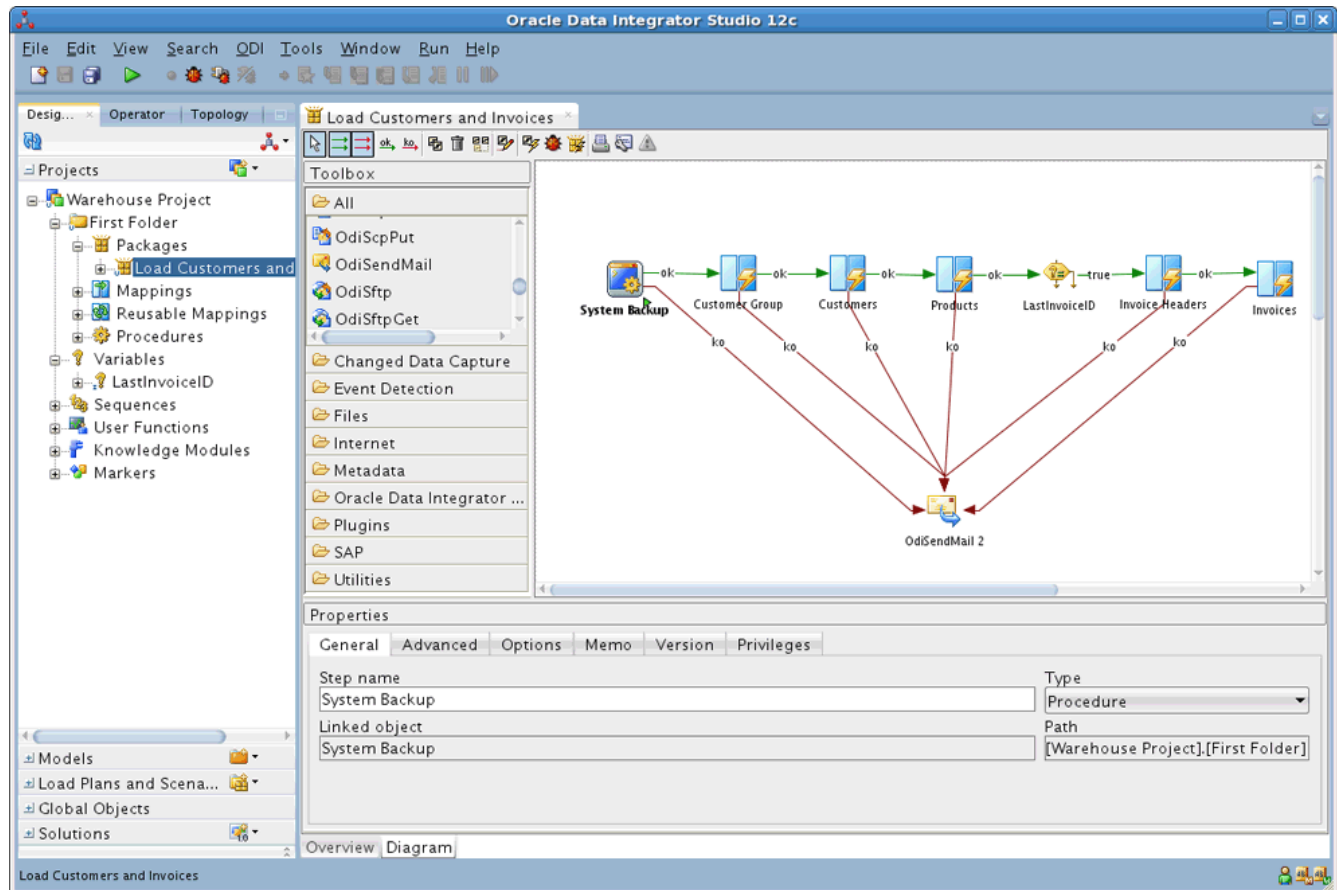 Oracle Data Integrator Studio 12c
File Edit View Search ODI Tools Window Run Help
Desig... Operator Topology
Load Customers and Invoices
Projects
Warehouse Project
First Folder
Packages
Load Customers and
Mappings
Reusable Mappings
Procedures
Variables
LastInvoiceID
Sequences
User Functions
Knowledge Modules
Markers
Models
Load Plans and Scena...
Global Objects
Solutions
ok ko
Toolbox
All
OdiScpPut
OdiSendMail
OdiSftp
OdiSftpGet
Changed Data Capture
Event Detection
Files
Internet
Metadata
Oracle Data Integrator ...
Plugins
SAP
Utilities
ok ok ok ok true ok
System Backup Customer Group Customers Products LastInvoiceID Invoice Headers Invoices
ko ko ko ko ko ko
OdiSendMail 2
Properties
General Advanced Options Memo Version Privileges
Step name Type
System Backup Procedure
Linked object Path
System Backup [Warehouse Project].[First Folder]
Overview Diagram
Load Customers and Invoices